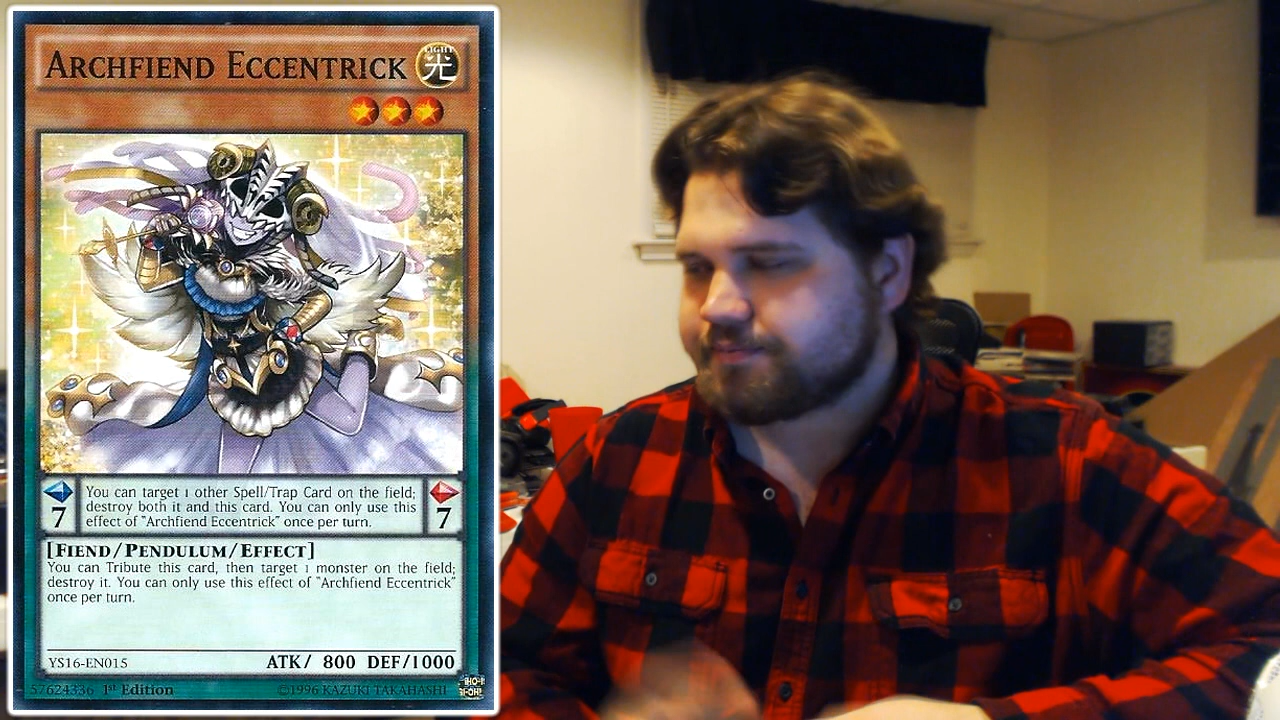 ARCHFIEND ECCENTRICK
LIGHT
光
You can target 1 other Spell/Trap Card on the field;
destroy both it and this card. You can only use this
effect of "Archfiend Eccentrick" once per turn.
7
7
[FIEND/PENDULUM/EFFECT]
You can Tribute this card, then target 1 monster on the field;
destroy it. You can only use this effect of "Archfiend Eccentrick"
once per turn.
YS16-EN015
ATK/ 800 DEF/1000
57624336 1st Edition
©1996 KAZUKI TAKAHASHI